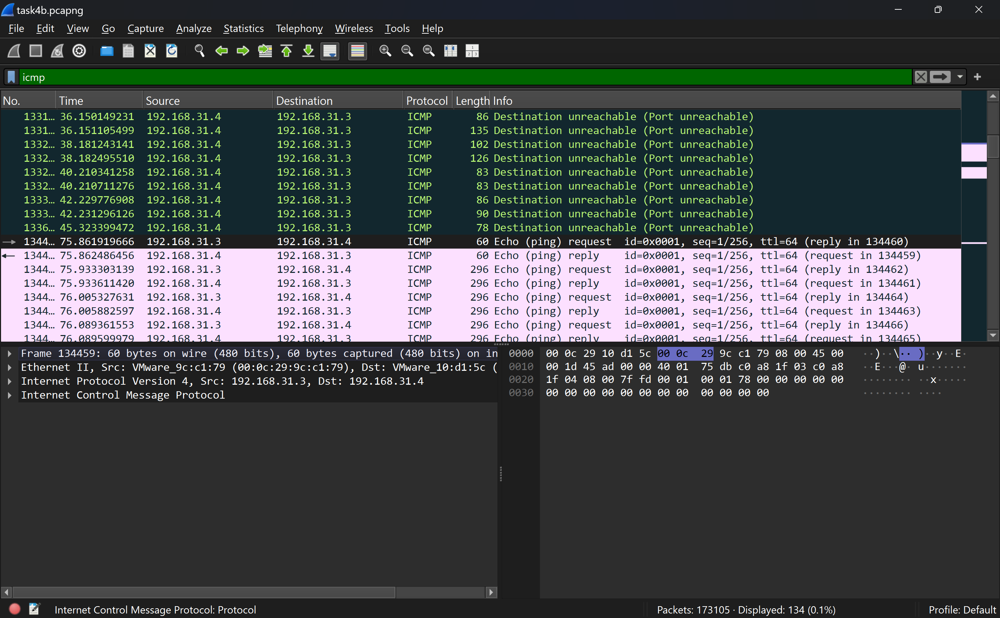 task4b.pcapng
File Edit View Go Capture Analyze Statistics Telephony Wireless Tools Help
icmp
No. Time Source Destination Protocol Length Info
1331… 36.150149231 192.168.31.4 192.168.31.3 ICMP 86 Destination unreachable (Port unreachable)
1331… 36.151105499 192.168.31.4 192.168.31.3 ICMP 135 Destination unreachable (Port unreachable)
1332… 38.181243141 192.168.31.4 192.168.31.3 ICMP 102 Destination unreachable (Port unreachable)
1332… 38.182495510 192.168.31.4 192.168.31.3 ICMP 126 Destination unreachable (Port unreachable)
1332… 40.210341258 192.168.31.4 192.168.31.3 ICMP 83 Destination unreachable (Port unreachable)
1332… 40.210711276 192.168.31.4 192.168.31.3 ICMP 83 Destination unreachable (Port unreachable)
1333… 42.229776908 192.168.31.4 192.168.31.3 ICMP 86 Destination unreachable (Port unreachable)
1333… 42.231296126 192.168.31.4 192.168.31.3 ICMP 90 Destination unreachable (Port unreachable)
1336… 45.323399472 192.168.31.4 192.168.31.3 ICMP 78 Destination unreachable (Port unreachable)
1344… 75.861919666 192.168.31.3 192.168.31.4 ICMP 60 Echo (ping) request id=0x0001, seq=1/256, ttl=64 (reply in 134460)
1344… 75.862486456 192.168.31.4 192.168.31.3 ICMP 60 Echo (ping) reply id=0x0001, seq=1/256, ttl=64 (request in 134459)
1344… 75.933303139 192.168.31.3 192.168.31.4 ICMP 296 Echo (ping) request id=0x0001, seq=1/256, ttl=64 (reply in 134462)
1344… 75.933611420 192.168.31.4 192.168.31.3 ICMP 296 Echo (ping) reply id=0x0001, seq=1/256, ttl=64 (request in 134461)
1344… 76.005327631 192.168.31.3 192.168.31.4 ICMP 296 Echo (ping) request id=0x0001, seq=1/256, ttl=64 (reply in 134464)
1344… 76.005882597 192.168.31.4 192.168.31.3 ICMP 296 Echo (ping) reply id=0x0001, seq=1/256, ttl=64 (request in 134463)
1344… 76.089361553 192.168.31.3 192.168.31.4 ICMP 296 Echo (ping) request id=0x0001, seq=1/256, ttl=64 (reply in 134466)
1344… 76.089599979 192.168.31.4 192.168.31.3 ICMP 296 Echo (ping) reply id=0x0001, seq=1/256, ttl=64 (request in 134465)
Frame 134459: 60 bytes on wire (480 bits), 60 bytes captured (480 bits) on in
Ethernet II, Src: VMware_9c:c1:79 (00:0c:29:9c:c1:79), Dst: VMware_10:d1:5c (
Internet Protocol Version 4, Src: 192.168.31.3, Dst: 192.168.31.4
Internet Control Message Protocol
0000 00 0c 29 10 d1 5c 00 0c 29 9c c1 79 08 00 45 00 ··)··\·· )··y··E·
0010 00 1d 45 ad 00 00 40 01 75 db c0 a8 1f 03 c0 a8 ··E···@· u·······
0020 1f 04 08 00 7f fd 00 01 00 01 78 00 00 00 00 00 ········ ··x·····
0030 00 00 00 00 00 00 00 00 00 00 00 00 ········ ····
Internet Control Message Protocol: Protocol
Packets: 173105 · Displayed: 134 (0.1%)
Profile: Default